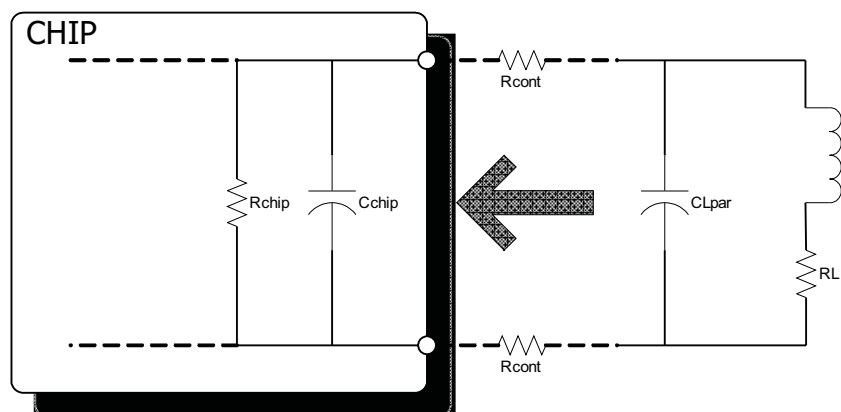 CHIP
Rcont
Rchip
Cchip
CLpar
RL
Rcont